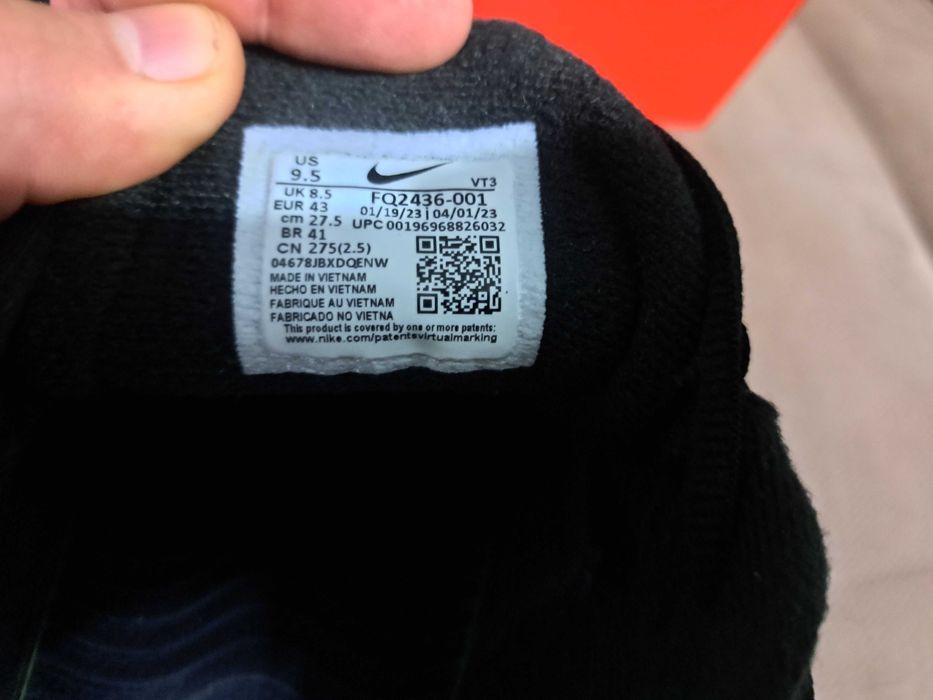 US
9.5
VT3
UK 8.5
FQ2436-001
EUR 43
01/19/23 | 04/01/23
cm 27.5
UPC 00196968826032
BR 41
CN 275(2.5)
04678JBXDQENW
MADE IN VIETNAM
HECHO EN VIETNAM
FABRIQUE AU VIETNAM
FABRICADO NO VIETNA
This product is covered by one or more patents:
www.nike.com/patentsvirtualmarking